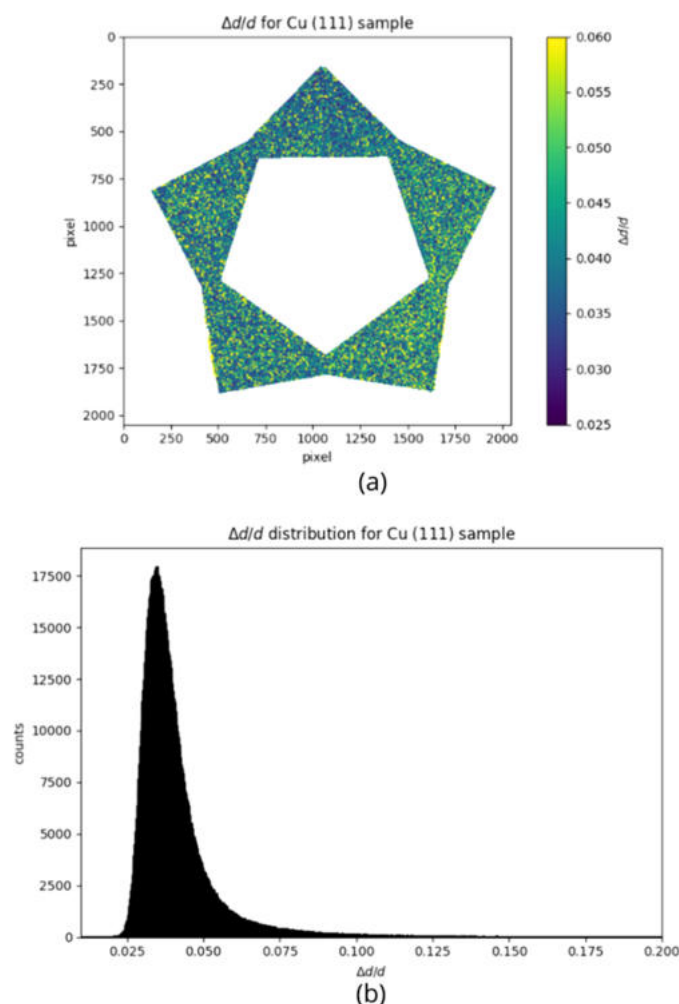 Δd/d for Cu (111) sample
0
250
500
750
1000
1250
1500
1750
2000
pixel
0 250 500 750 1000 1250 1500 1750 2000
pixel
0.060
0.055
0.050
0.045
0.040
0.035
0.030
0.025
Δd/d
(a)
Δd/d distribution for Cu (111) sample
17500
15000
12500
10000
7500
5000
2500
0
counts
0.025 0.050 0.075 0.100 0.125 0.150 0.175 0.200
Δd/d
(b)